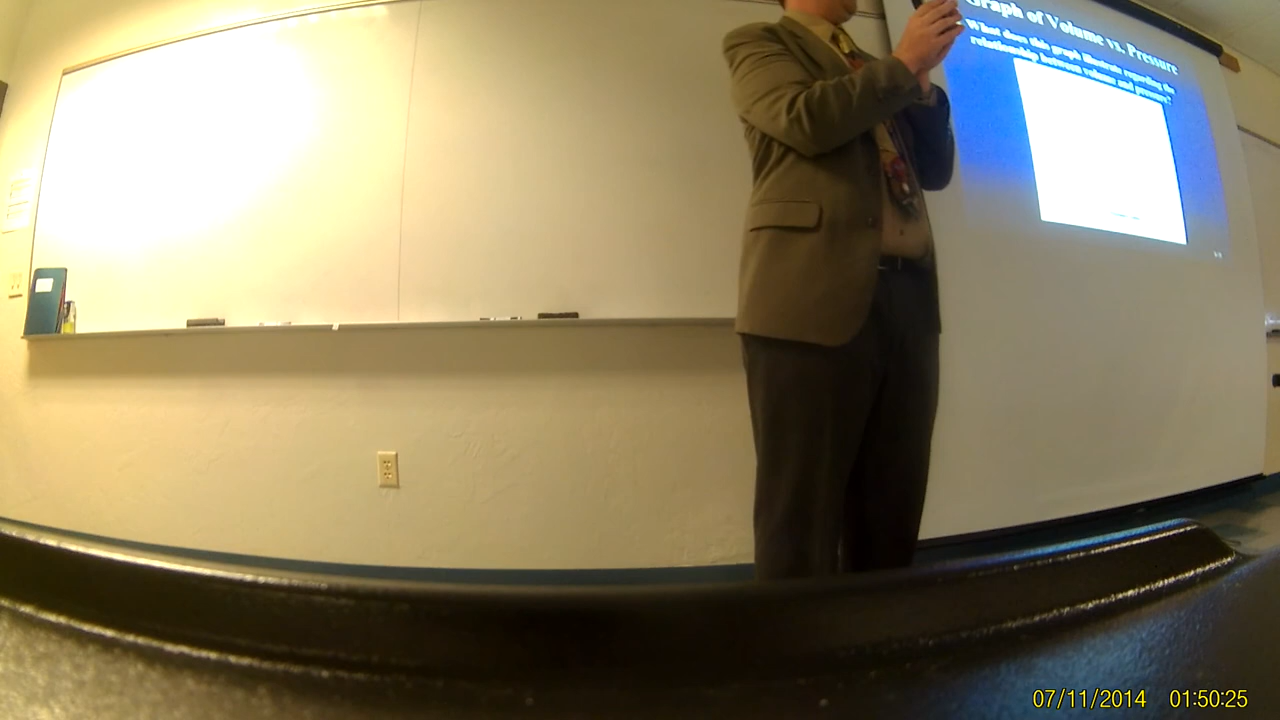 Graph of Volume vs. Pressure
What does this graph illustrate regarding the
relationship between volume and pressure?
07/11/2014 01:50:25